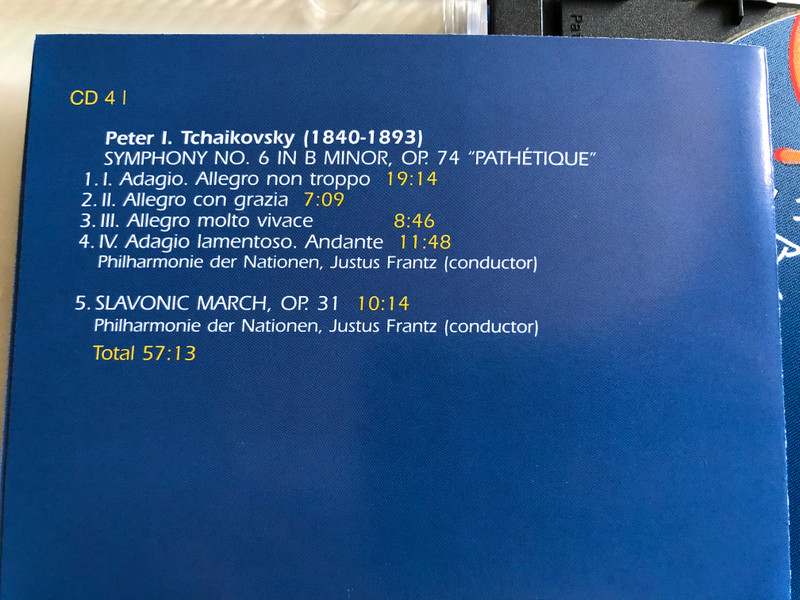 CD 4 |
Peter I. Tchaikovsky (1840-1893)
SYMPHONY NO. 6 IN B MINOR, OP. 74 “PATHÉTIQUE”
1. I. Adagio. Allegro non troppo 19:14
2. II. Allegro con grazia 7:09
3. III. Allegro molto vivace 8:46
4. IV. Adagio lamentoso. Andante 11:48
Philharmonie der Nationen, Justus Frantz (conductor)
5. SLAVONIC MARCH, OP. 31 10:14
Philharmonie der Nationen, Justus Frantz (conductor)
Total 57:13